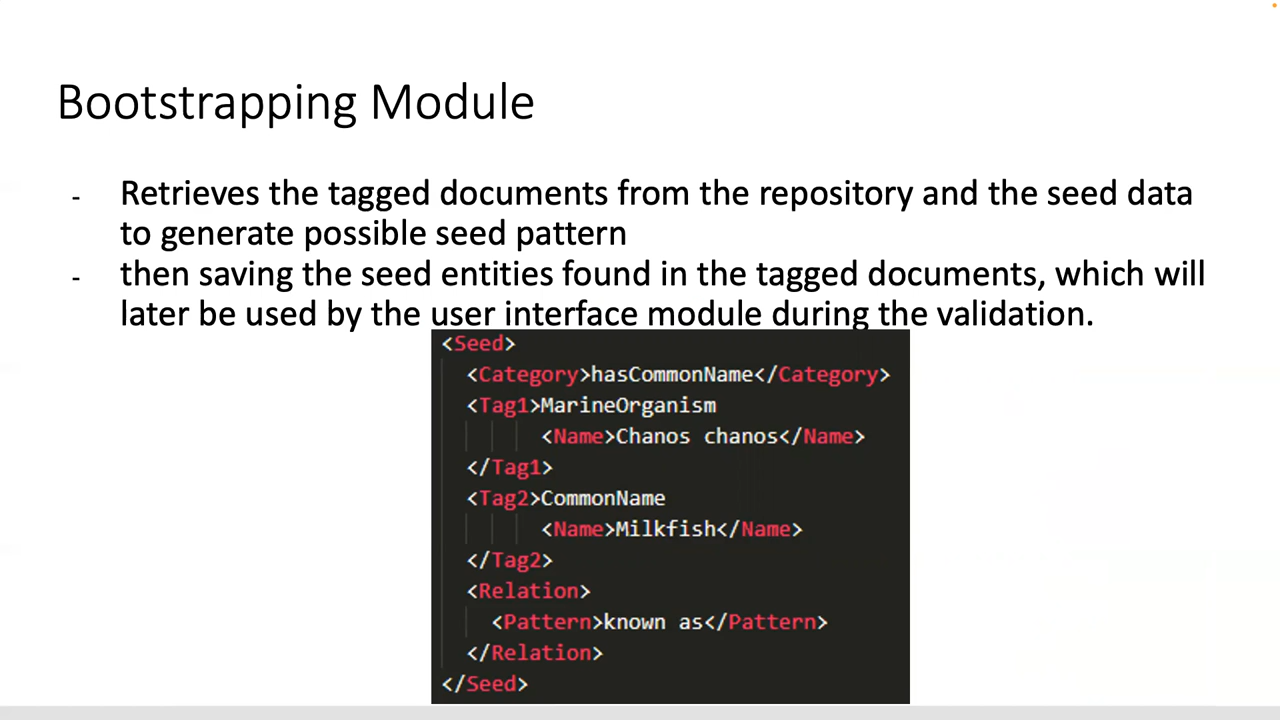 Bootstrapping Module
- Retrieves the tagged documents from the repository and the seed data
to generate possible seed pattern
- then saving the seed entities found in the tagged documents, which will
later be used by the user interface module during the validation.
<Seed>
<Category>hasCommonName</Category>
<Tag1>MarineOrganism
<Name>Chanos chanos</Name>
</Tag1>
<Tag2>CommonName
<Name>Milkfish</Name>
</Tag2>
<Relation>
<Pattern>known as</Pattern>
</Relation>
</Seed>